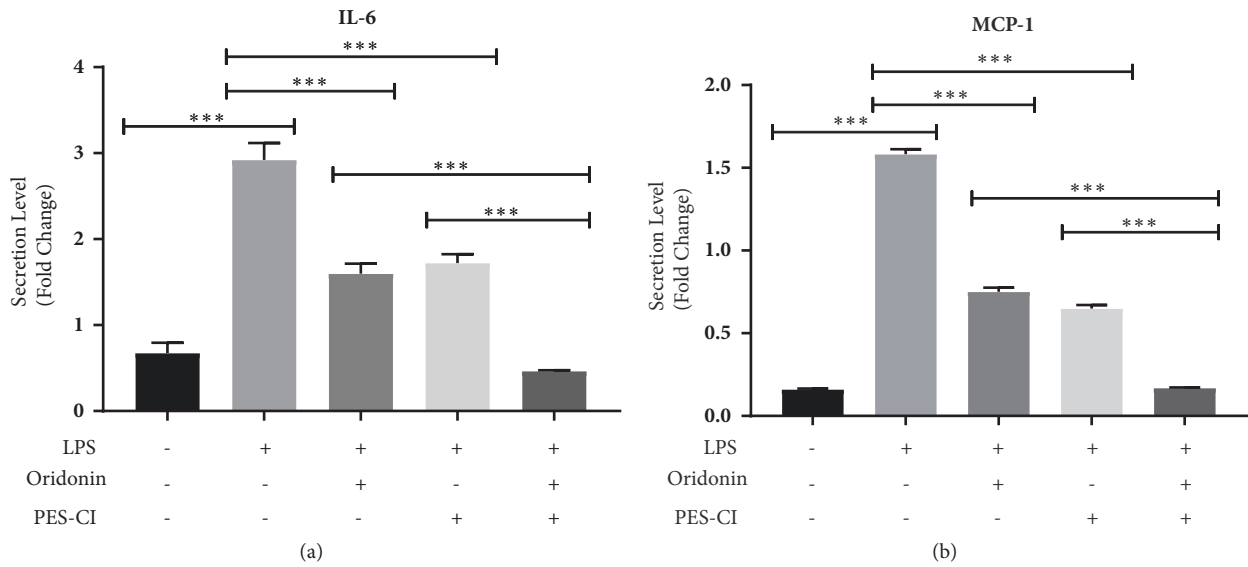 IL-6
***
***
***
***
***
4
3
2
1
0
Secretion Level
(Fold Change)
LPS - + + + +
Oridonin - - + - +
PES-CI - - - + +
(a)
MCP-1
***
***
***
***
***
2.0
1.5
1.0
0.5
0.0
Secretion Level
(Fold Change)
LPS - + + + +
Oridonin - - + - +
PES-CI - - - + +
(b)